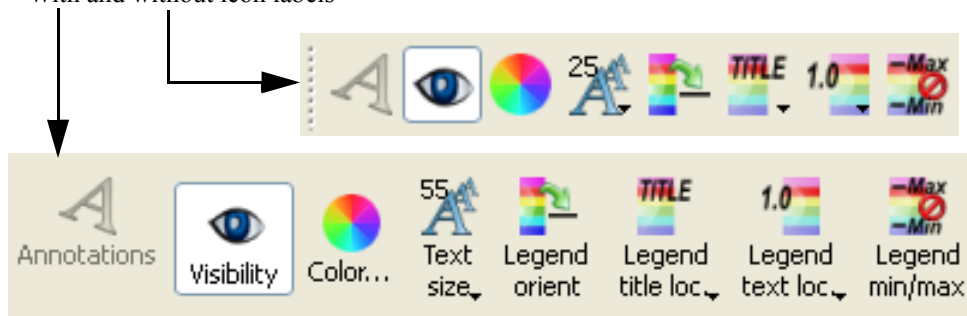 With and without icon labels
A 25 A TITLE 1.0 Max
Min
A 55 A TITLE 1.0 Max
Min
Annotations Visibility Color... Text
size Legend
orient Legend
title loc. Legend
text loc. Legend
min/max